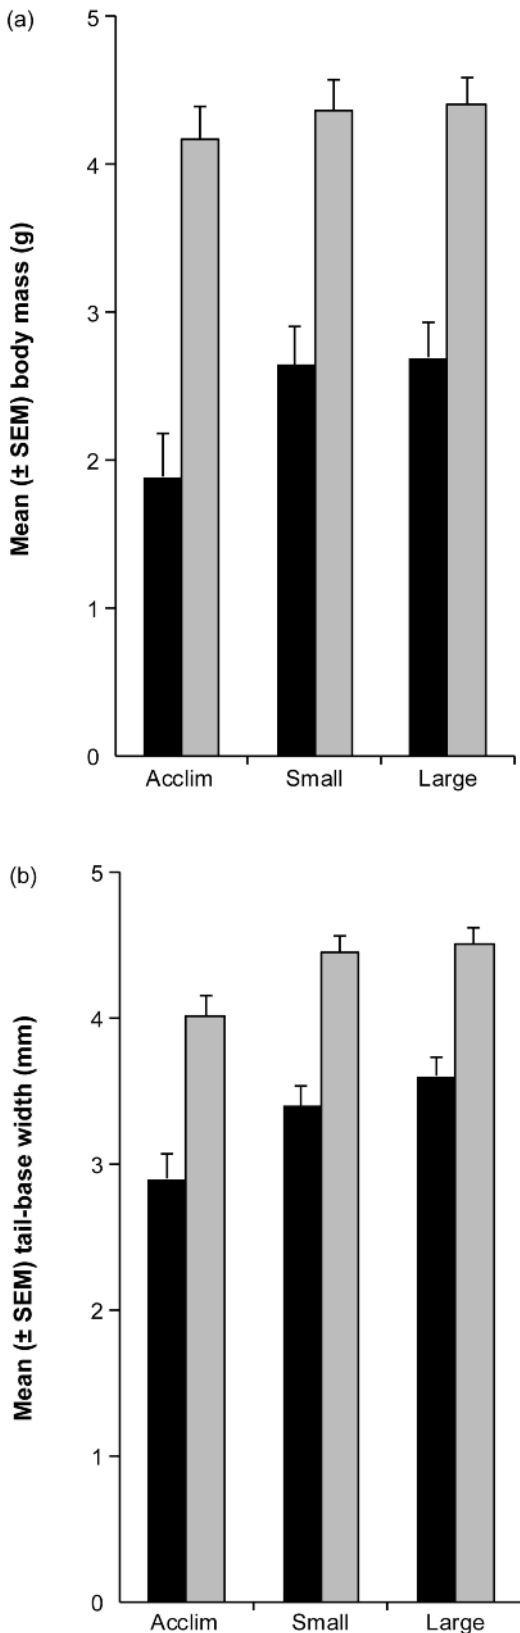 (a)
Mean (± SEM) body mass (g)
5
4
3
2
1
0
Acclim Small Large
(b)
Mean (± SEM) tail-base width (mm)
5
4
3
2
1
0
Acclim Small Large